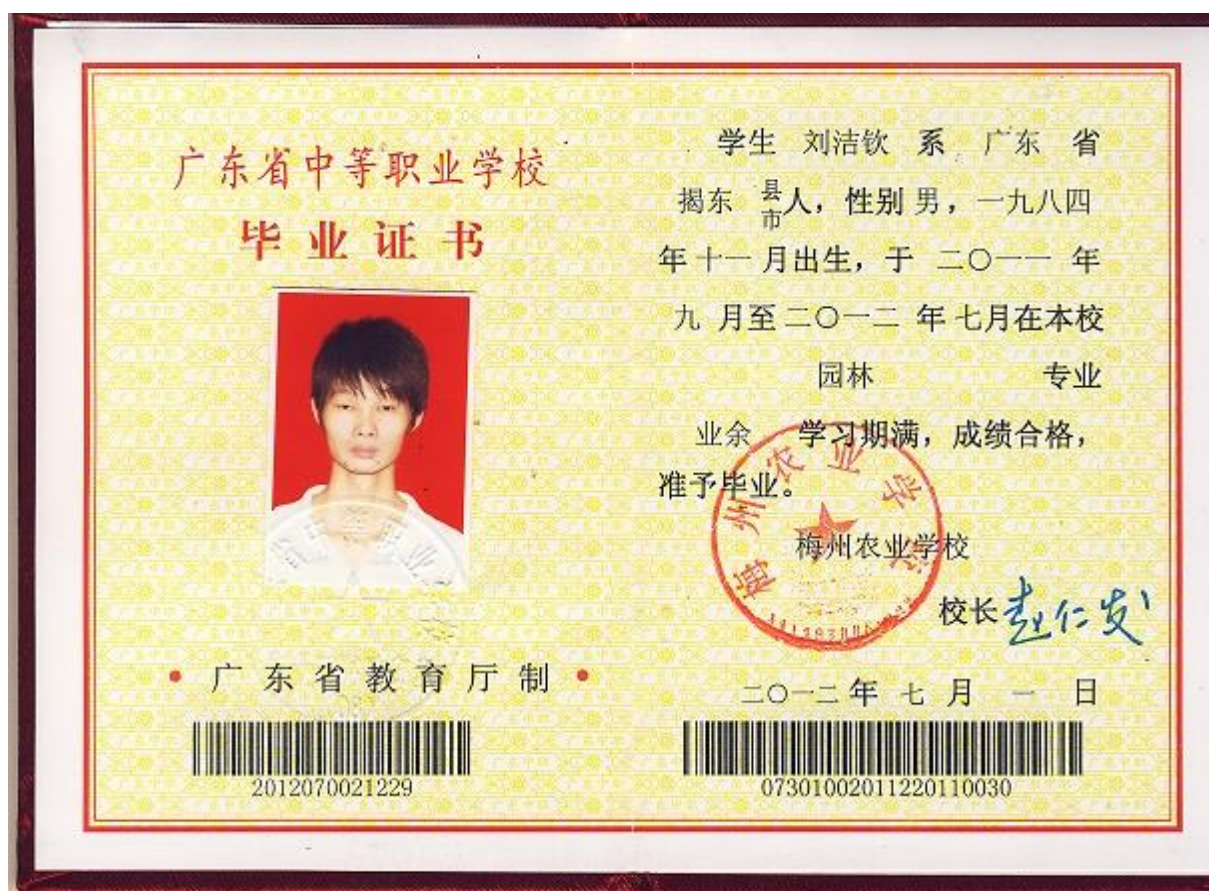 广东省中等职业学校
毕业证书
• 广东省教育厅制 •
2012070021229
学生 刘洁钦 系 广东 省
揭东 县市人，性别 男，一九八四
年 十一 月出生，于 二〇一一 年
九 月至 二〇一二 年 七月在本校
园林 专业
业余 学习期满，成绩合格，
准予毕业。
梅州农业学校
梅州农业学校
校长 赵仁发
二〇一二 年 七 月 一 日
07301002011220110030